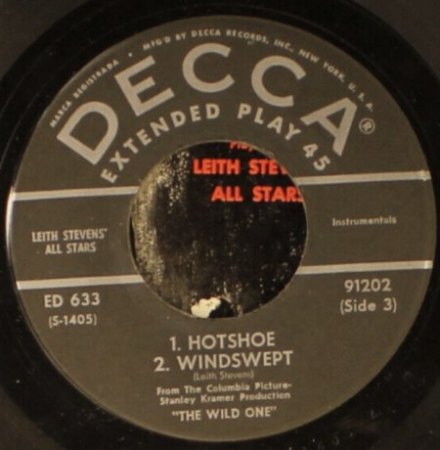 MARCA REGISTRADA • MF'D BY DECCA RECORDS, INC., NEW YORK, U.S.A.
DECCA®
EXTENDED PLAY 45
LEITH STEV
ALL STARS
LEITH STEVENS'
ALL STARS
Instrumentals
ED 633
(S-1405)
91202
(Side 3)
1. HOTSHOE
2. WINDSWEPT
(Leith Stevens)
From The Columbia Picture-
Stanley Kramer Production
"THE WILD ONE"